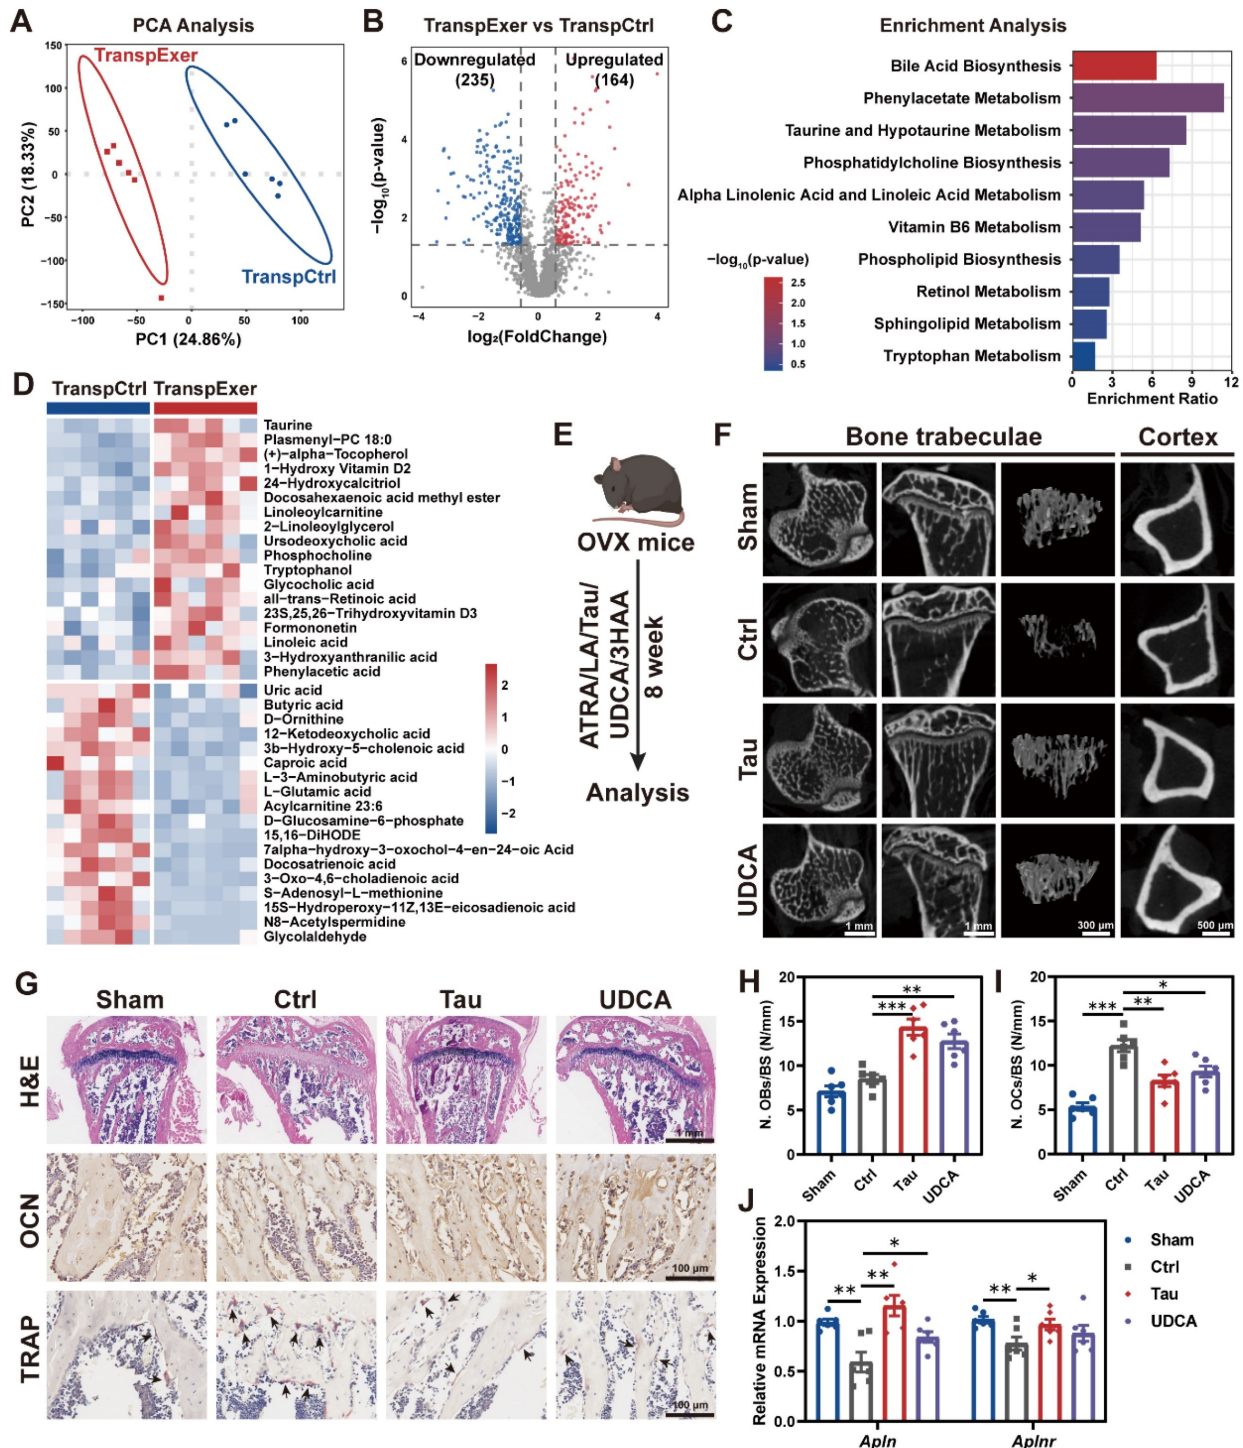 A
PCA Analysis
TranspExer
TranspCtrl
150
100
50
0
−50
−100
−150
−100
−50
0
50
100
PC2 (18.33%)
PC1 (24.86%)
B
TranspExer vs TranspCtrl
Downregulated
(235)
Upregulated
(164)
6
4
2
0
−4
−2
0
2
4
−log10(p-value)
log2(FoldChange)
C
Enrichment Analysis
Bile Acid Biosynthesis
Phenylacetate Metabolism
Taurine and Hypotaurine Metabolism
Phosphatidylcholine Biosynthesis
Alpha Linolenic Acid and Linoleic Acid Metabolism
Vitamin B6 Metabolism
Phospholipid Biosynthesis
Retinol Metabolism
Sphingolipid Metabolism
Tryptophan Metabolism
−log10(p-value)
2.5
2.0
1.5
1.0
0.5
0
3
6
9
12
Enrichment Ratio
D
TranspCtrl TranspExer
Taurine
Plasmenyl−PC 18:0
(+)−alpha−Tocopherol
1−Hydroxy Vitamin D2
24−Hydroxycalcitriol
Docosahexaenoic acid methyl ester
Linoleoylcarnitine
2−Linoleoylglycerol
Ursodeoxycholic acid
Phosphocholine
Tryptophanol
Glycocholic acid
all−trans−Retinoic acid
23S,25,26−Trihydroxyvitamin D3
Formononetin
Linoleic acid
3−Hydroxyanthranilic acid
Phenylacetic acid
Uric acid
Butyric acid
D−Ornithine
12−Ketodeoxycholic acid
3b−Hydroxy−5−cholenoic acid
Caproic acid
L−3−Aminobutyric acid
L−Glutamic acid
Acylcarnitine 23:6
D−Glucosamine−6−phosphate
15,16−DiHODE
7alpha−hydroxy−3−oxochol−4−en−24−oic Acid
Docosatrienoic acid
3−Oxo−4,6−choladienoic acid
S−Adenosyl−L−methionine
15S−Hydroperoxy−11Z,13E−eicosadienoic acid
N8−Acetylspermidine
Glycolaldehyde
2
1
0
−1
−2
E
OVX mice
ATRA/LA/Tau/
UDCA/3HAA
8 week
Analysis
F
Bone trabeculae
Cortex
Sham
Ctrl
Tau
UDCA
1 mm
1 mm
300 µm
500 µm
G
Sham
Ctrl
Tau
UDCA
H&E
1 mm
OCN
100 µm
TRAP
100 µm
H
N. OBs/BS (N/mm)
20
15
10
5
0
**
***
Sham
Ctrl
Tau
UDCA
I
N. OCs/BS (N/mm)
20
15
10
5
0
*
*** **
Sham
Ctrl
Tau
UDCA
J
Relative mRNA Expression
2.0
1.5
1.0
0.5
0.0
*
** **
** *
Apln
Aplnr
Sham
Ctrl
Tau
UDCA